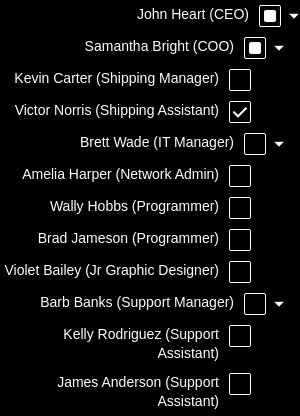 John Heart (CEO)
Samantha Bright (COO)
Kevin Carter (Shipping Manager)
Victor Norris (Shipping Assistant)
Brett Wade (IT Manager)
Amelia Harper (Network Admin)
Wally Hobbs (Programmer)
Brad Jameson (Programmer)
Violet Bailey (Jr Graphic Designer)
Barb Banks (Support Manager)
Kelly Rodriguez (Support
Assistant)
James Anderson (Support
Assistant)